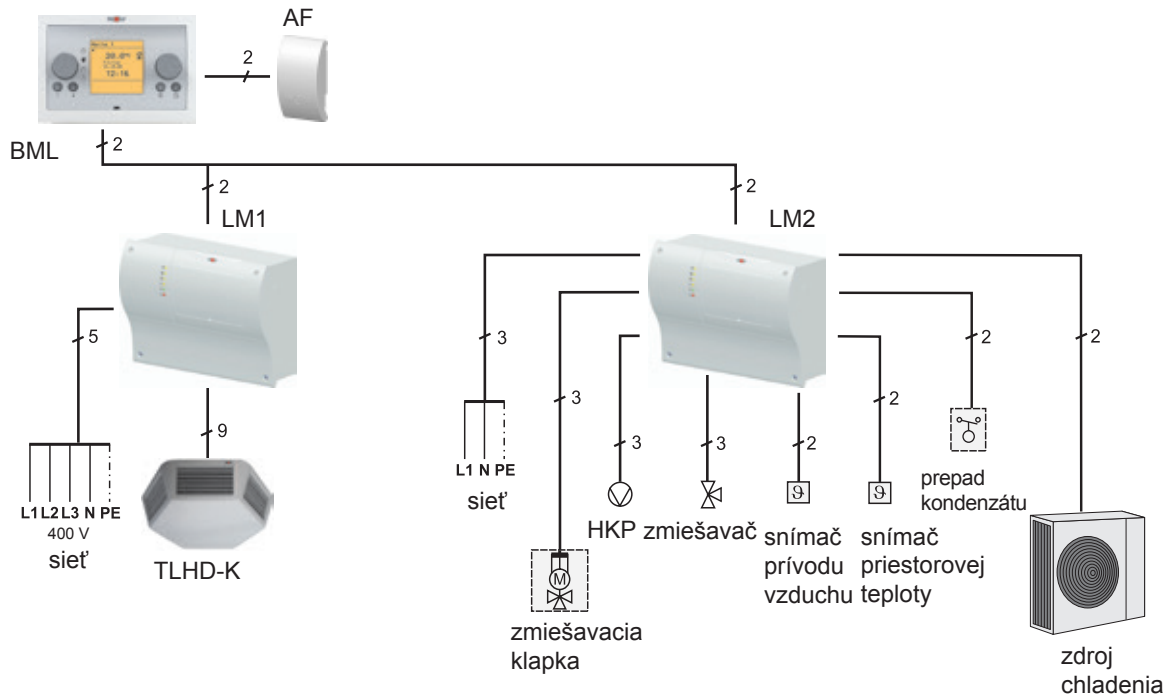 AF
2
BML
2
2
2
LM1
LM2
5
9
L1 L2 L3 N PE
400 V
sieť
TLHD-K
3
3
3
3
2
2
2
2
L1 N PE
sieť
M
zmiešavacia
klapka
HKP
zmiešavač
ϑ
snímač
prívodu
vzduchu
ϑ
snímač
priestorovej
teploty
prepad
kondenzátu
zdroj
chladenia